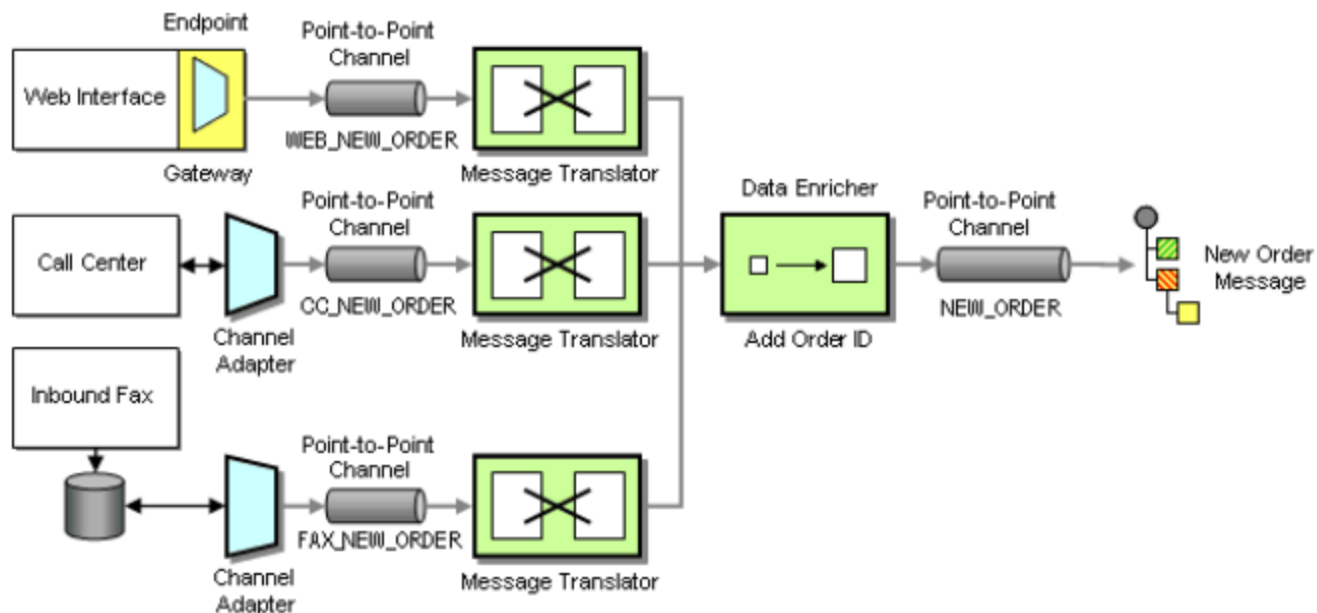 Endpoint
Web Interface
Gateway
Point-to-Point
Channel
WEB_NEW_ORDER
Message Translator
Call Center
Channel
Adapter
Point-to-Point
Channel
CC_NEW_ORDER
Message Translator
Inbound Fax
Channel
Adapter
Point-to-Point
Channel
FAX_NEW_ORDER
Message Translator
Data Enricher
Add Order ID
Point-to-Point
Channel
NEW_ORDER
New Order
Message